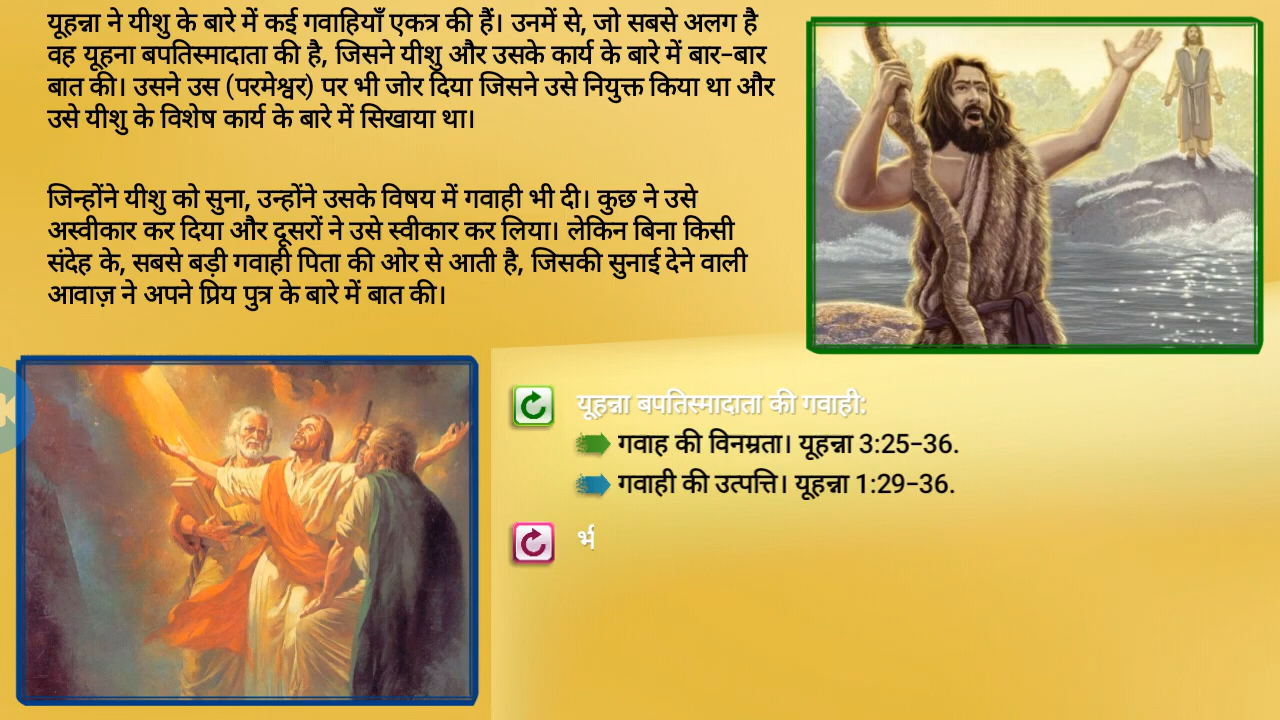 यूहन्ना ने यीशु के बारे में कई गवाहियाँ एकत्र की हैं। उनमें से, जो सबसे अलग है
वह यूहना बपतिस्मादाता की है, जिसने यीशु और उसके कार्य के बारे में बार-बार
बात की। उसने उस (परमेश्वर) पर भी जोर दिया जिसने उसे नियुक्त किया था और
उसे यीशु के विशेष कार्य के बारे में सिखाया था।
जिन्होंने यीशु को सुना, उन्होंने उसके विषय में गवाही भी दी। कुछ ने उसे
अस्वीकार कर दिया और दूसरों ने उसे स्वीकार कर लिया। लेकिन बिना किसी
संदेह के, सबसे बड़ी गवाही पिता की ओर से आती है, जिसकी सुनाई देने वाली
आवाज़ ने अपने प्रिय पुत्र के बारे में बात की।
यूहन्ना बपतिस्मादाता की गवाही:
गवाह की विनम्रता। यूहन्ना 3:25-36.
गवाही की उत्पत्ति। यूहन्ना 1:29-36.